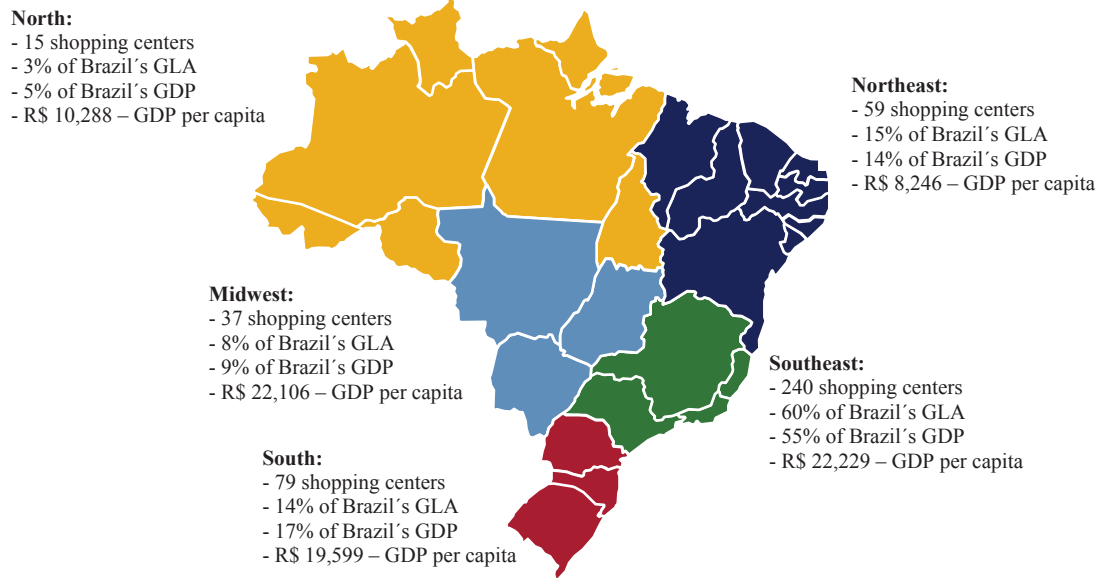 North:
- 15 shopping centers
- 3% of Brazil´s GLA
- 5% of Brazil´s GDP
- R$ 10,288 – GDP per capita
Northeast:
- 59 shopping centers
- 15% of Brazil´s GLA
- 14% of Brazil´s GDP
- R$ 8,246 – GDP per capita
Midwest:
- 37 shopping centers
- 8% of Brazil´s GLA
- 9% of Brazil´s GDP
- R$ 22,106 – GDP per capita
Southeast:
- 240 shopping centers
- 60% of Brazil´s GLA
- 55% of Brazil´s GDP
- R$ 22,229 – GDP per capita
South:
- 79 shopping centers
- 14% of Brazil´s GLA
- 17% of Brazil´s GDP
- R$ 19,599 – GDP per capita